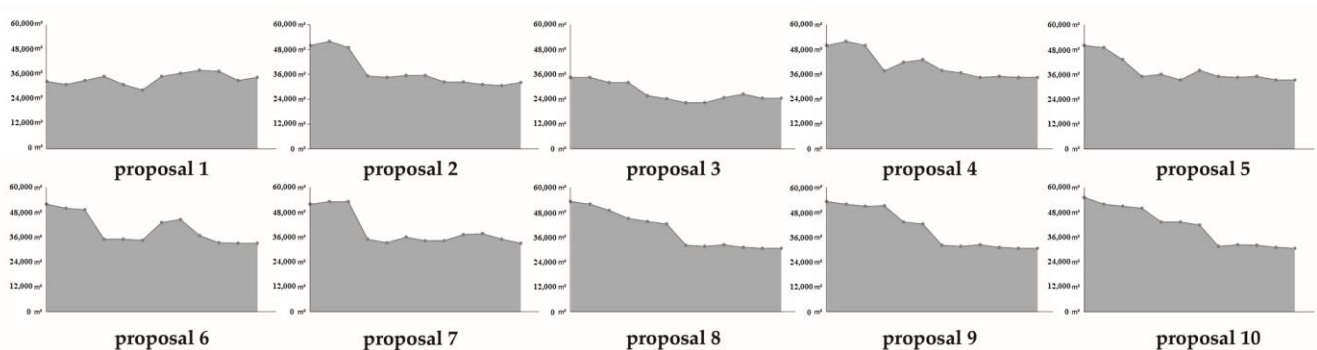 60,000 m²
48,000 m²
36,000 m²
24,000 m²
12,000 m²
0 m²
proposal 1
60,000 m²
48,000 m²
36,000 m²
24,000 m²
12,000 m²
0 m²
proposal 2
60,000 m²
48,000 m²
36,000 m²
24,000 m²
12,000 m²
0 m²
proposal 3
60,000 m²
48,000 m²
36,000 m²
24,000 m²
12,000 m²
0 m²
proposal 4
60,000 m²
48,000 m²
36,000 m²
24,000 m²
12,000 m²
0 m²
proposal 5
60,000 m²
48,000 m²
36,000 m²
24,000 m²
12,000 m²
0 m²
proposal 6
60,000 m²
48,000 m²
36,000 m²
24,000 m²
12,000 m²
0 m²
proposal 7
60,000 m²
48,000 m²
36,000 m²
24,000 m²
12,000 m²
0 m²
proposal 8
60,000 m²
48,000 m²
36,000 m²
24,000 m²
12,000 m²
0 m²
proposal 9
60,000 m²
48,000 m²
36,000 m²
24,000 m²
12,000 m²
0 m²
proposal 10